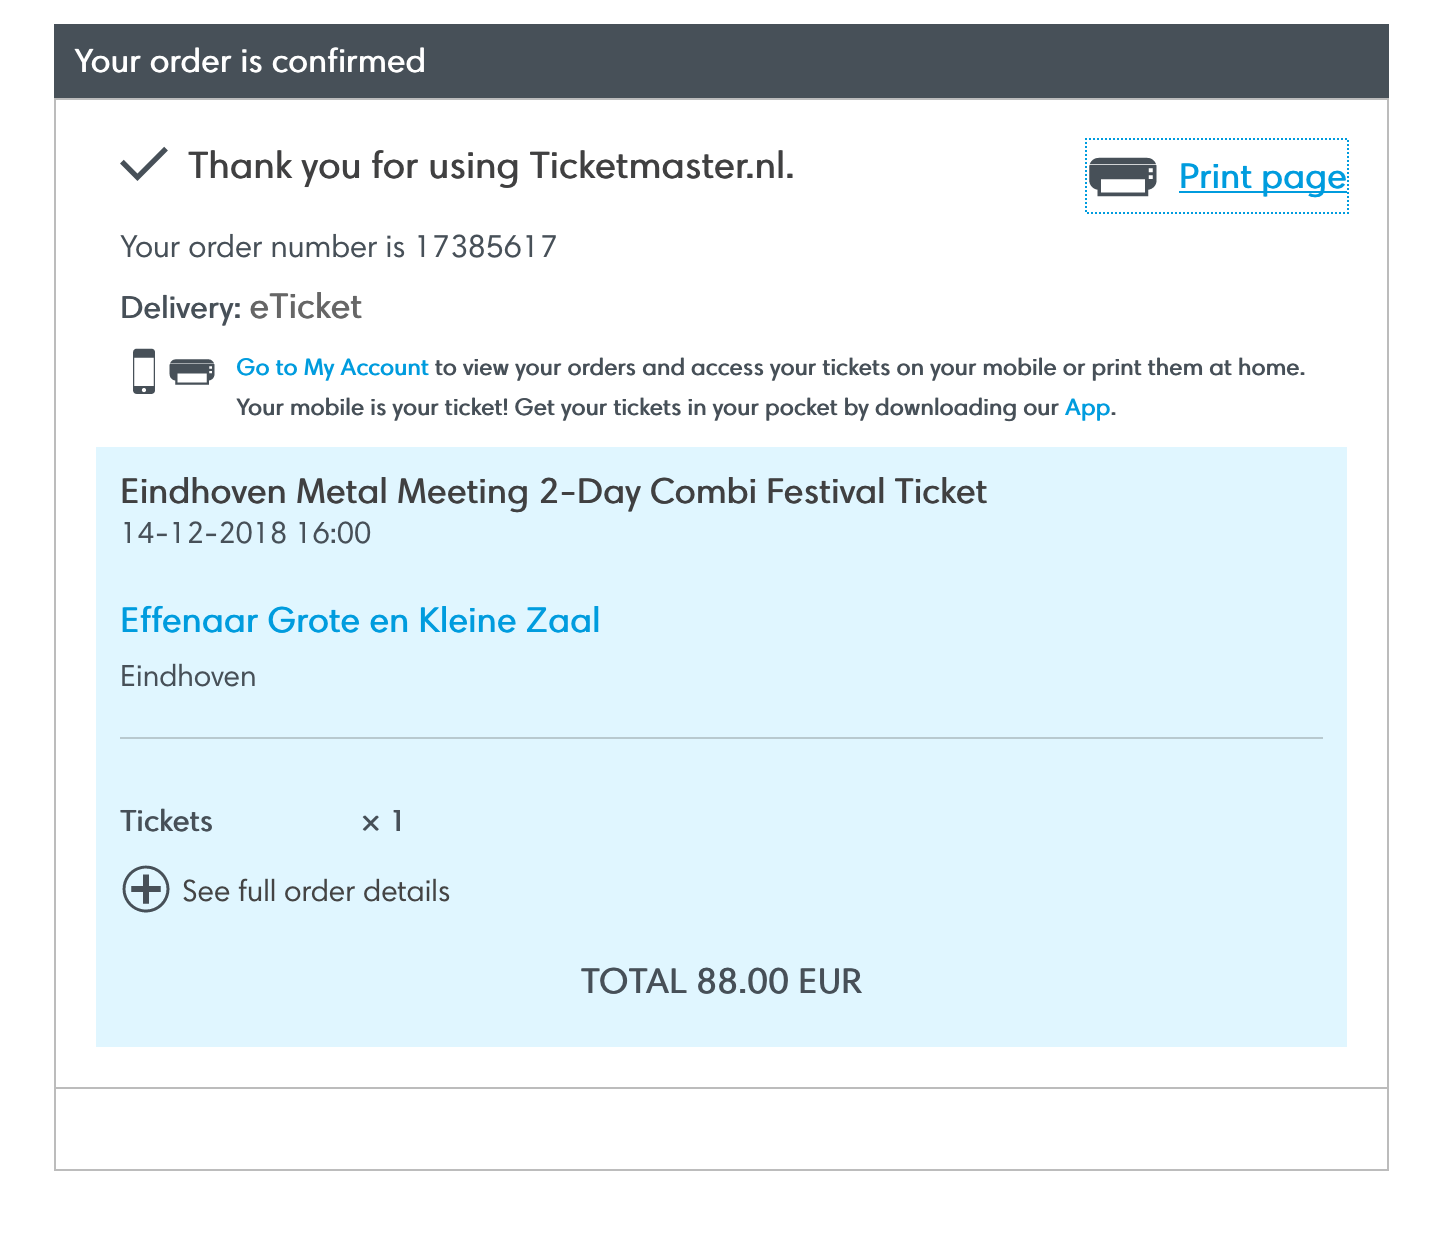 Your order is confirmed
Thank you for using Ticketmaster.nl.
Print page
Your order number is 17385617
Delivery: eTicket
Go to My Account to view your orders and access your tickets on your mobile or print them at home.
Your mobile is your ticket! Get your tickets in your pocket by downloading our App.
Eindhoven Metal Meeting 2-Day Combi Festival Ticket
14-12-2018 16:00
Effenaar Grote en Kleine Zaal
Eindhoven
Tickets × 1
See full order details
TOTAL 88.00 EUR